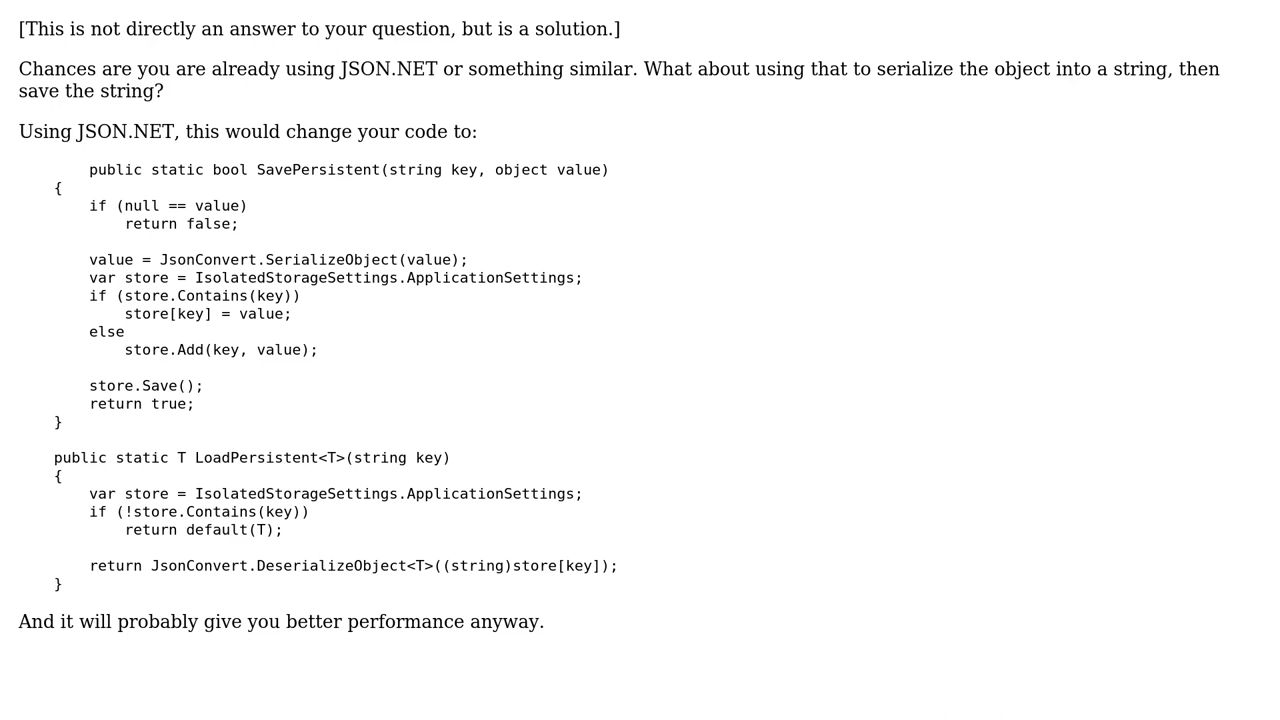 [This is not directly an answer to your question, but is a solution.]
Chances are you are already using JSON.NET or something similar. What about using that to serialize the object into a string, then
save the string?
Using JSON.NET, this would change your code to:
        public static bool SavePersistent(string key, object value)
    {
        if (null == value)
            return false;

        value = JsonConvert.SerializeObject(value);
        var store = IsolatedStorageSettings.ApplicationSettings;
        if (store.Contains(key))
            store[key] = value;
        else
            store.Add(key, value);

        store.Save();
        return true;
    }

    public static T LoadPersistent<T>(string key)
    {
        var store = IsolatedStorageSettings.ApplicationSettings;
        if (!store.Contains(key))
            return default(T);

        return JsonConvert.DeserializeObject<T>((string)store[key]);
    }
And it will probably give you better performance anyway.